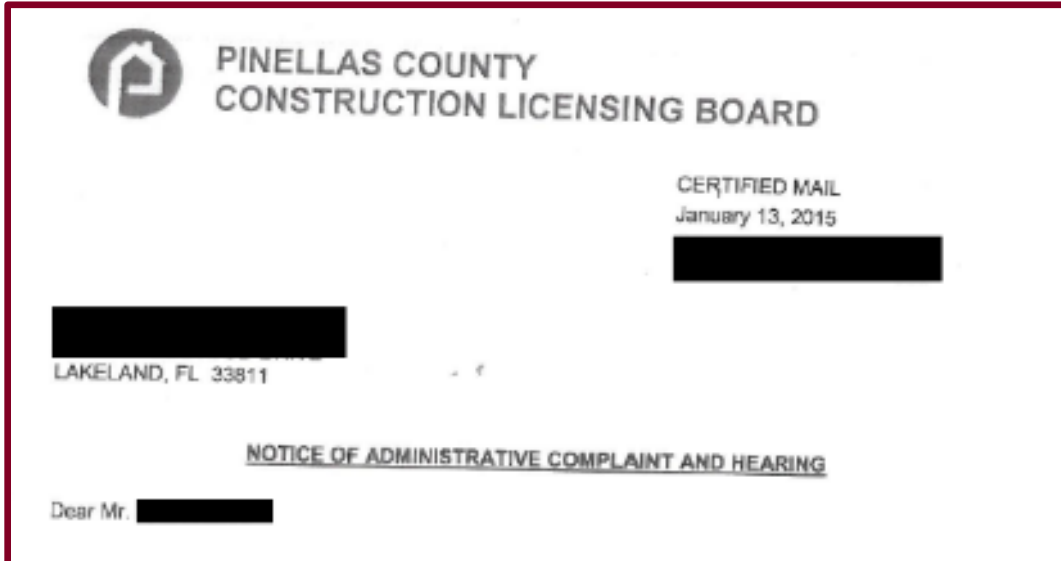 PINELLAS COUNTY
CONSTRUCTION LICENSING BOARD
CERTIFIED MAIL
January 13, 2015
LAKELAND, FL 33811
NOTICE OF ADMINISTRATIVE COMPLAINT AND HEARING
Dear Mr.